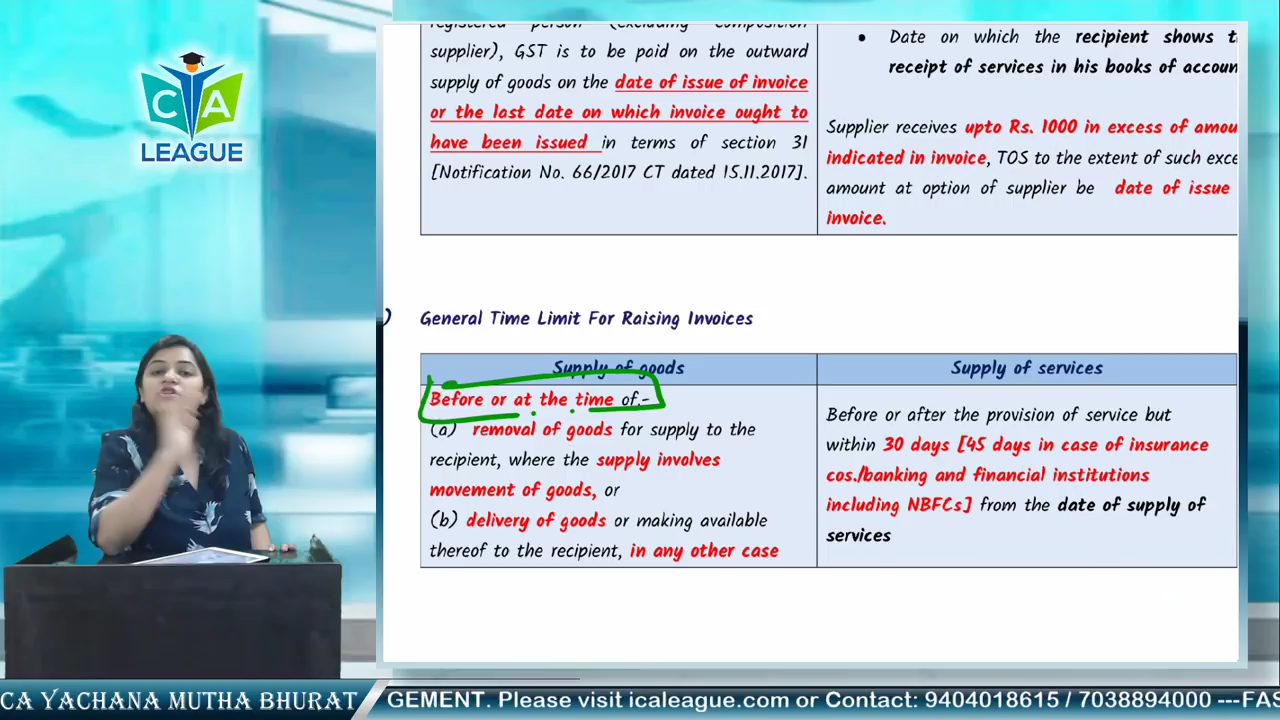 CA
LEAGUE
registered person (excluding composition
supplier), GST is to be paid on the outward
supply of goods on the date of issue of invoice
or the last date on which invoice ought to
have been issued in terms of section 31
[Notification No. 66/2017 CT dated 15.11.2017].
• Date on which the recipient shows t
receipt of services in his books of accoun
Supplier receives upto Rs. 1000 in excess of amou
indicated in invoice, TOS to the extent of such exce
amount at option of supplier be date of issue
invoice.
) General Time Limit For Raising Invoices
Supply of goods
Before or at the time of:-
(a) removal of goods for supply to the
recipient, where the supply involves
movement of goods, or
(b) delivery of goods or making available
thereof to the recipient, in any other case
Supply of services
Before or after the provision of service but
within 30 days [45 days in case of insurance
cos./banking and financial institutions
including NBFCs] from the date of supply of
services
CA YACHANA MUTHA BHURAT
GEMENT. Please visit icaleague.com or Contact: 9404018615 / 7038894000 ---FAS